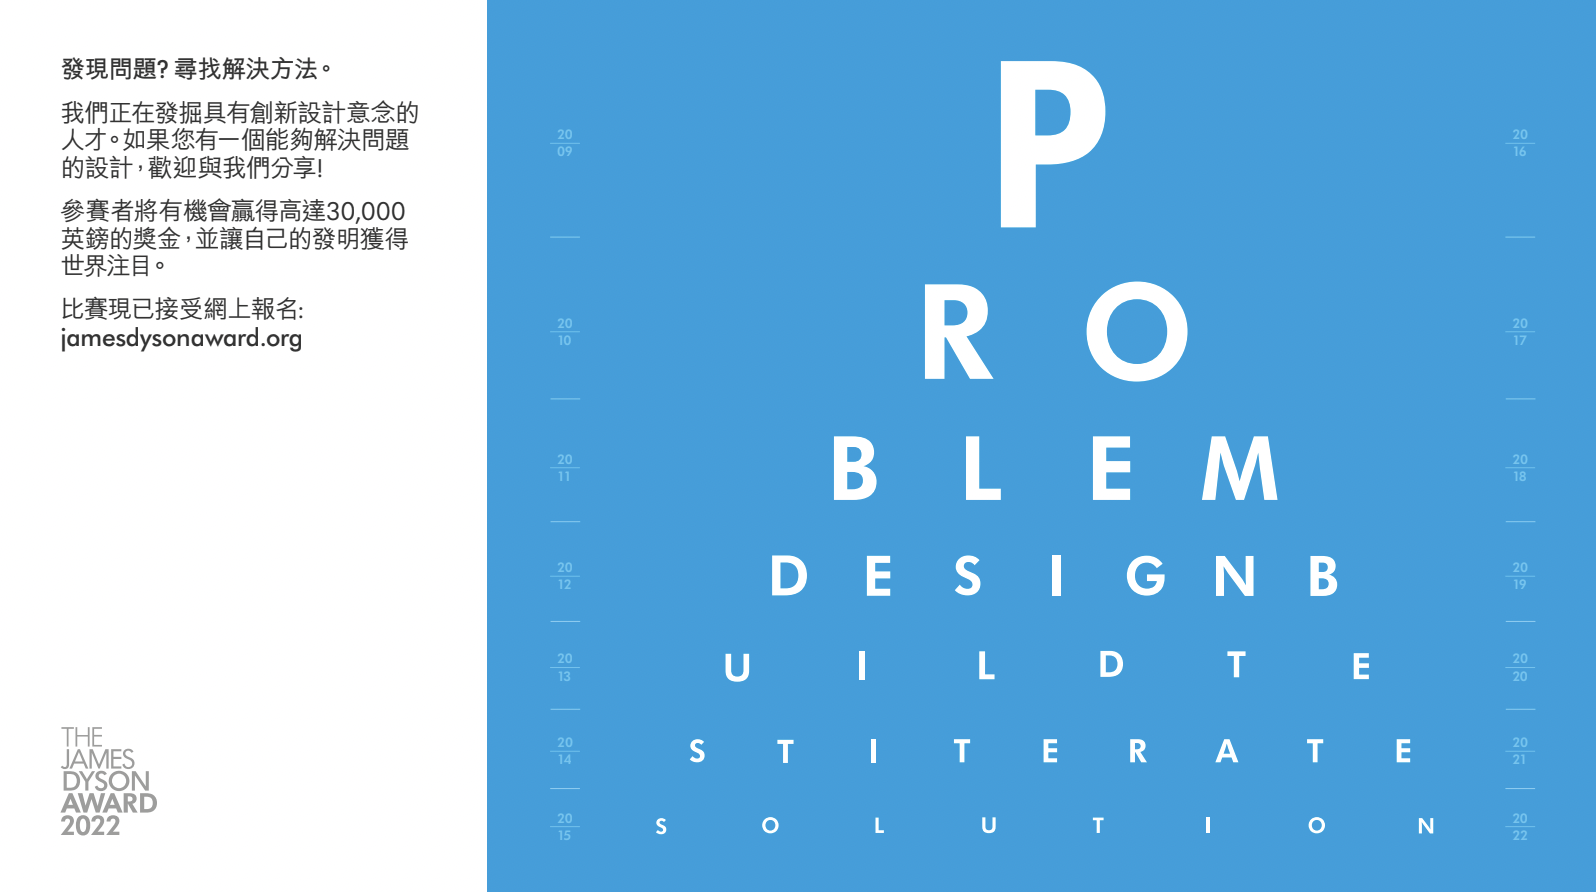 發現問題? 尋找解決方法。
我們正在發掘具有創新設計意念的
人才。如果您有一個能夠解決問題
的設計，歡迎與我們分享!
參賽者將有機會贏得高達30,000
英鎊的獎金，並讓自己的發明獲得
世界注目。
比賽現已接受網上報名:
jamesdysonaward.org
THE
JAMES
DYSON
AWARD
2022
P
20
09
20
16
R O
20
10
20
17
B L E M
20
11
20
18
D E S I G N B
20
12
20
19
U I L D T E
20
13
20
20
S T I T E R A T E
20
14
20
21
S O L U T I O N
20
15
20
22